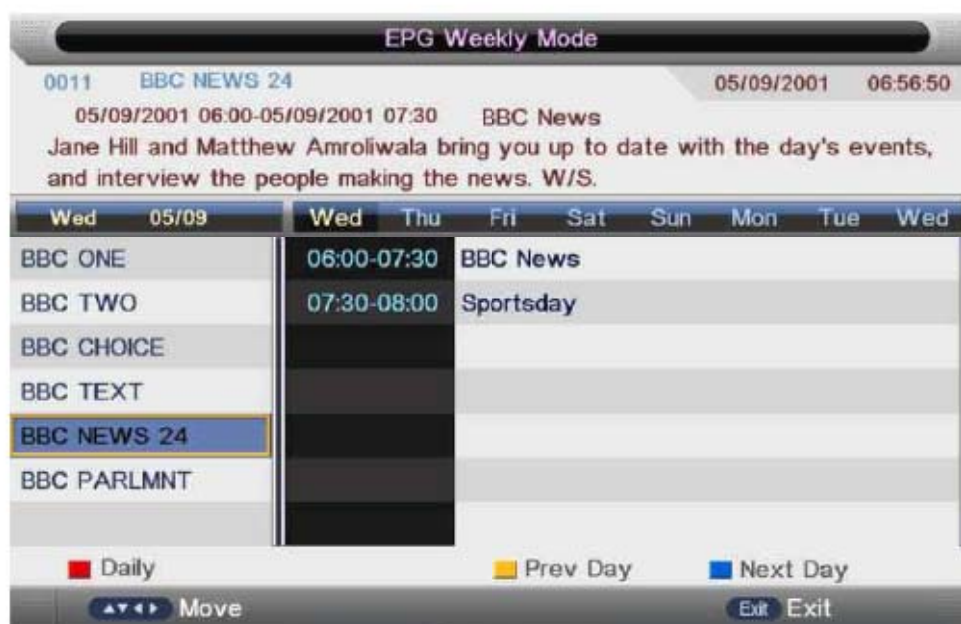 EPG Weekly Mode
0011 BBC NEWS 24 05/09/2001 06:56:50
05/09/2001 06:00-05/09/2001 07:30 BBC News
Jane Hill and Matthew Amroliwala bring you up to date with the day's events,
and interview the people making the news. W/S.
Wed 05/09 Wed Thu Fri Sat Sun Mon Tue Wed
BBC ONE 06:00-07:30 BBC News
BBC TWO 07:30-08:00 Sportsday
BBC CHOICE
BBC TEXT
BBC NEWS 24
BBC PARLMNT
Daily Prev Day Next Day
Move Exit Exit